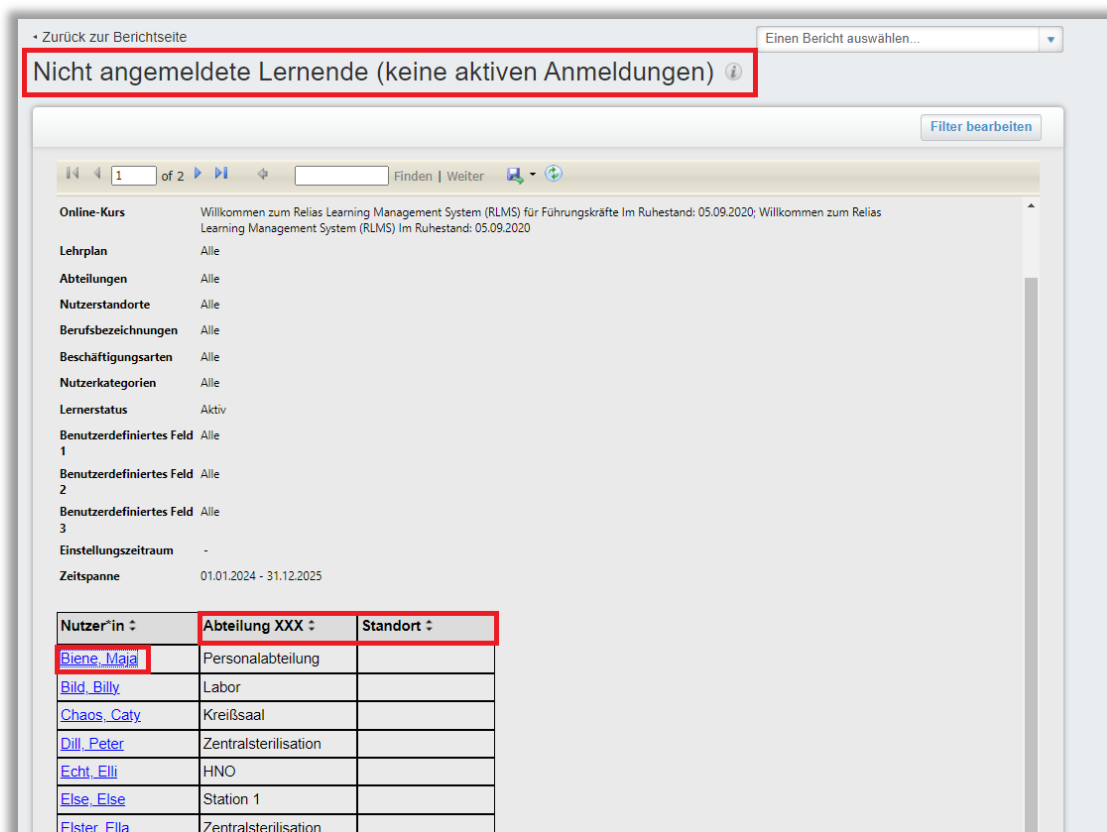 Zurück zur Berichtseite
Einen Bericht auswählen...
Nicht angemeldete Lernende (keine aktiven Anmeldungen)
Filter bearbeiten
1 of 2 Finden | Weiter
Online-Kurs Willkommen zum Relias Learning Management System (RLMS) für Führungskräfte Im Ruhestand: 05.09.2020; Willkommen zum Relias
Learning Management System (RLMS) Im Ruhestand: 05.09.2020
Lehrplan Alle
Abteilungen Alle
Nutzerstandorte Alle
Berufsbezeichnungen Alle
Beschäftigungsarten Alle
Nutzerkategorien Alle
Lernerstatus Aktiv
Benutzerdefiniertes Feld Alle
1
Benutzerdefiniertes Feld Alle
2
Benutzerdefiniertes Feld Alle
3
Einstellungszeitraum -
Zeitspanne 01.01.2024 - 31.12.2025
Nutzer*in Abteilung XXX Standort
Biene, Maja Personalabteilung
Bild, Billy Labor
Chaos, Caty Kreißsaal
Dill, Peter Zentralsterilisation
Echt, Elli HNO
Else, Else Station 1
Elster, Ella Zentralsterilisation